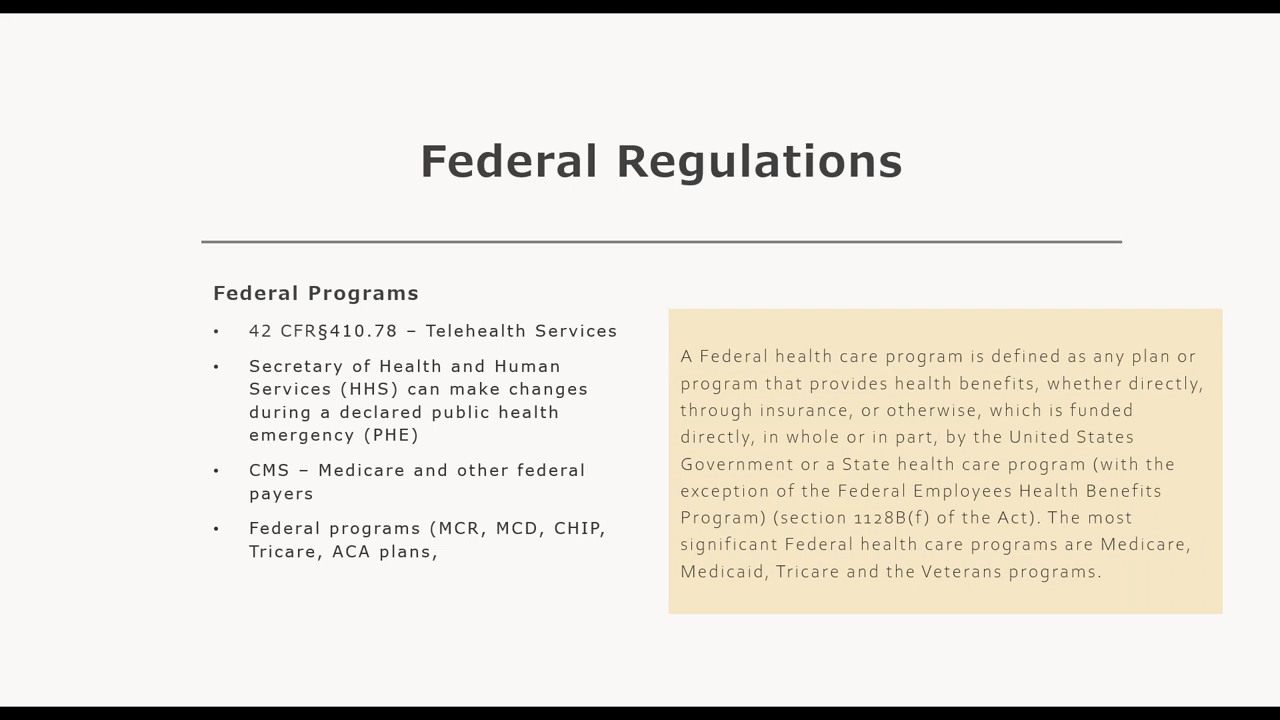 Federal Regulations
Federal Programs
• 42 CFR§410.78 – Telehealth Services
• Secretary of Health and Human
Services (HHS) can make changes
during a declared public health
emergency (PHE)
• CMS – Medicare and other federal
payers
• Federal programs (MCR, MCD, CHIP,
Tricare, ACA plans,
A Federal health care program is defined as any plan or
program that provides health benefits, whether directly,
through insurance, or otherwise, which is funded
directly, in whole or in part, by the United States
Government or a State health care program (with the
exception of the Federal Employees Health Benefits
Program) (section 1128B(f) of the Act). The most
significant Federal health care programs are Medicare,
Medicaid, Tricare and the Veterans programs.